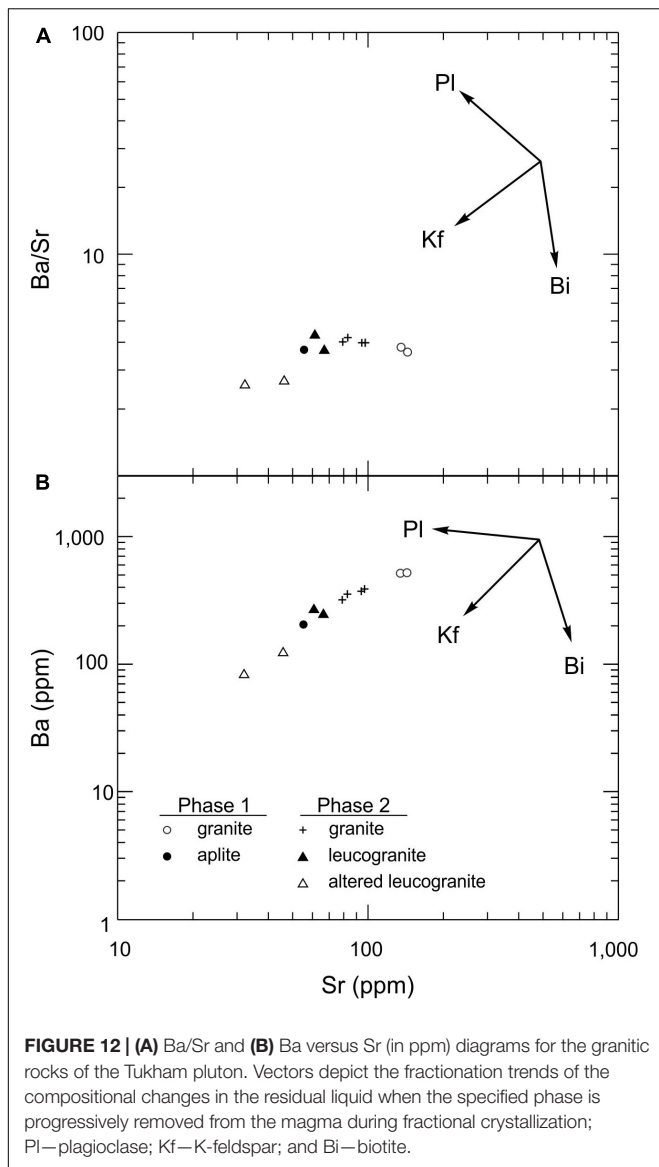 A
100
Pl
Ba/Sr
10
Kf
Bi
B
1,000
Pl
Kf
Bi
Ba (ppm)
100
10
Phase 1 Phase 2
granite granite
aplite leucogranite
altered leucogranite
1
10 100 1,000
Sr (ppm)
FIGURE 12 | (A) Ba/Sr and (B) Ba versus Sr (in ppm) diagrams for the granitic
rocks of the Tukham pluton. Vectors depict the fractionation trends of the
compositional changes in the residual liquid when the specified phase is
progressively removed from the magma during fractional crystallization;
Pl—plagioclase; Kf—K-feldspar; and Bi—biotite.